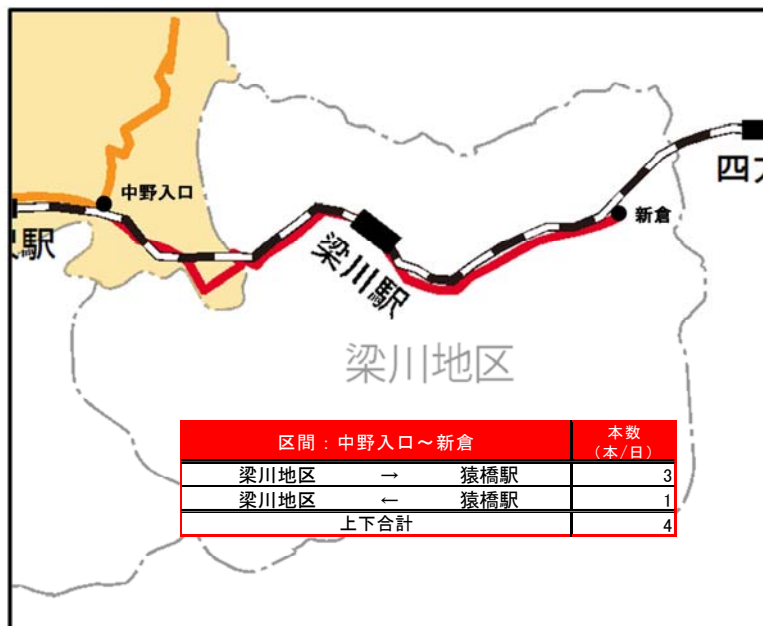 中野入口
駅
四
新倉
梁川駅
梁川地区
区間：中野入口～新倉 本数（本/日）
梁川地区 → 猿橋駅 3
梁川地区 ← 猿橋駅 1
上下合計 4